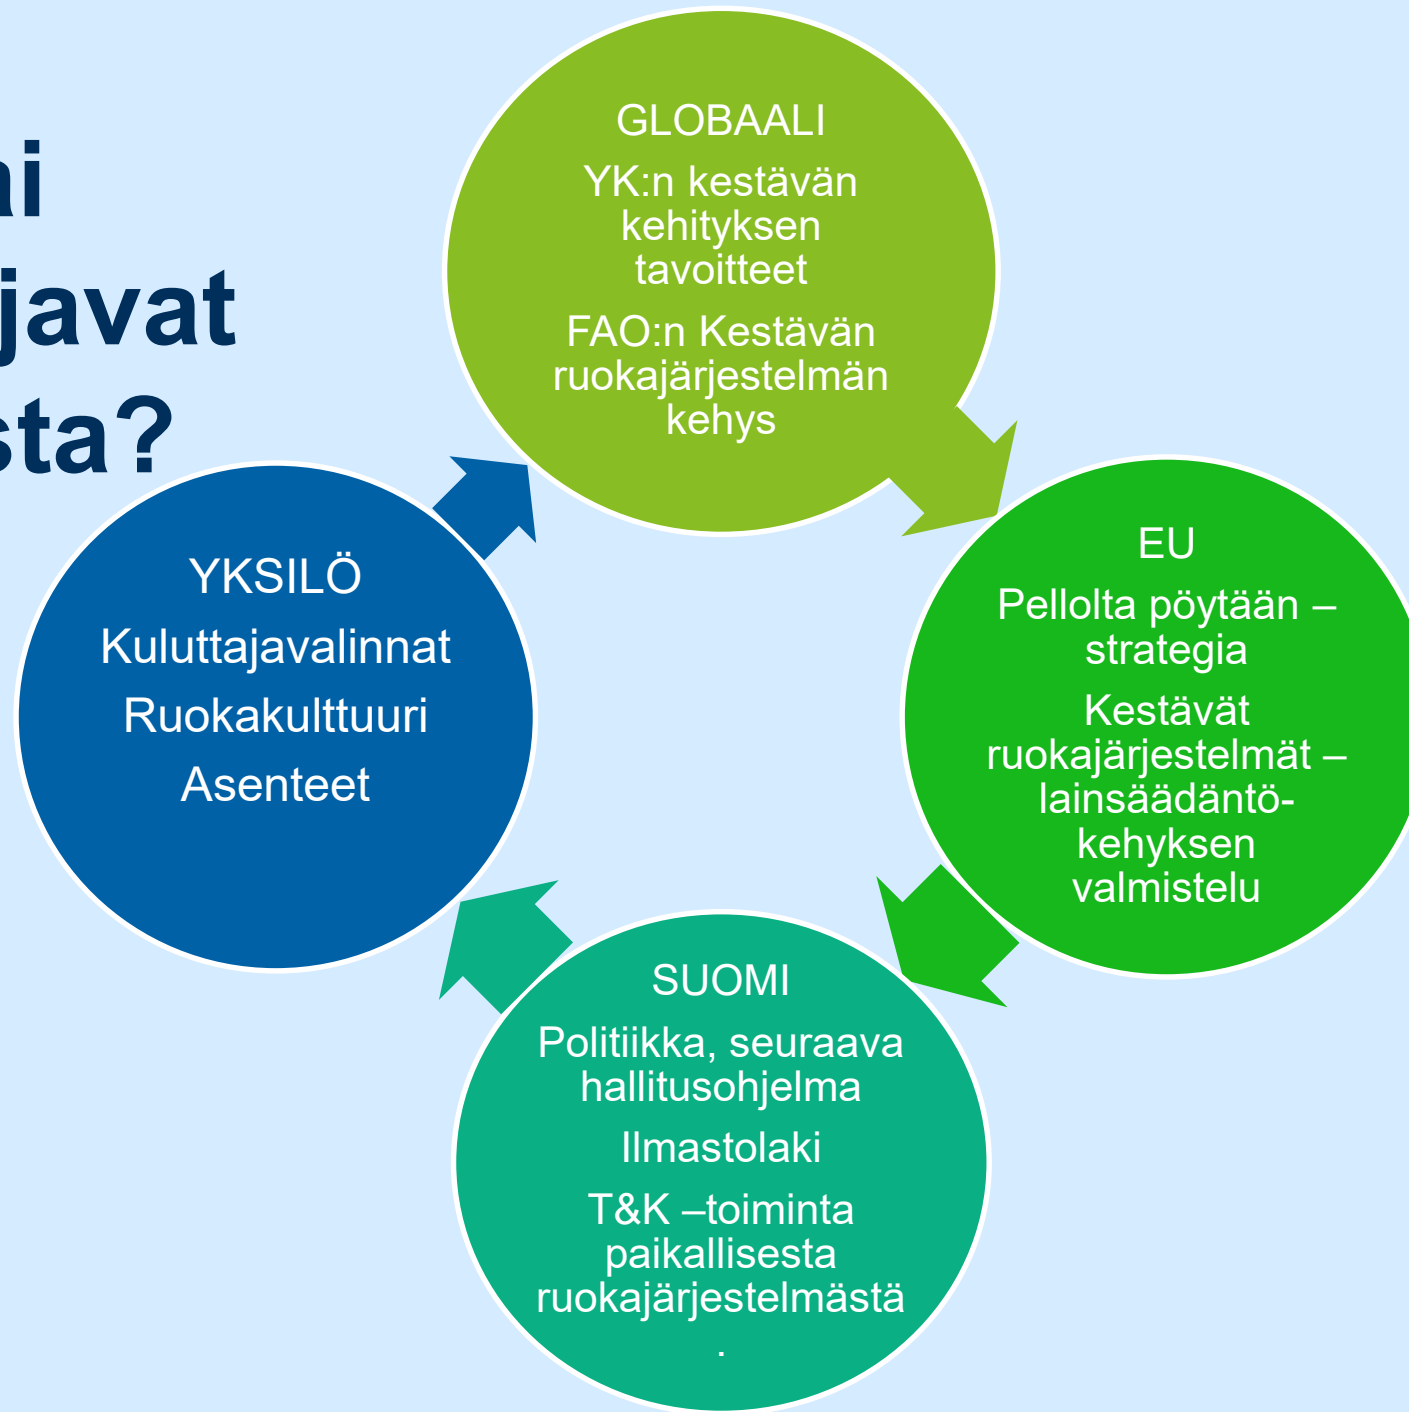 ai
javat
sta?
GLOBAALI
YK:n kestävän
kehityksen
tavoitteet
FAO:n Kestävän
ruokajärjestelmän
kehys
EU
Pellolta pöytään –
strategia
Kestävät
ruokajärjestelmät –
lainsäädäntö-
kehyksen
valmistelu
SUOMI
Politiikka, seuraava
hallitusohjelma
Ilmastolaki
T&K –toiminta
paikallisesta
ruokajärjestelmästä
.
YKSILÖ
Kuluttajavalinnat
Ruokakulttuuri
Asenteet